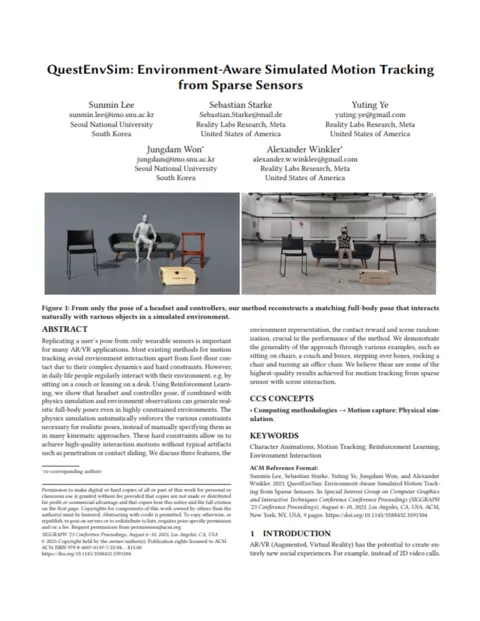 QuestEnvSim: Environment-Aware Simulated Motion Tracking
from Sparse Sensors
Sunmin Lee
sunmin.lee@imo.snu.ac.kr
Seoul National University
South Korea
Sebastian Starke
Sebastian.Starke@mail.de
Reality Labs Research, Meta
United States of America
Yuting Ye
yuting.ye@gmail.com
Reality Labs Research, Meta
United States of America
Jungdam Won*
jungdam@imo.snu.ac.kr
Seoul National University
South Korea
Alexander Winkler*
alexander.w.winkler@gmail.com
Reality Labs Research, Meta
United States of America
Figure 1: From only the pose of a headset and controllers, our method reconstructs a matching full-body pose that interacts
naturally with various objects in a simulated environment.
ABSTRACT
Replicating a user's pose from only wearable sensors is important
for many AR/VR applications. Most existing methods for motion
tracking avoid environment interaction apart from foot-floor con-
tact due to their complex dynamics and hard constraints. However,
in daily life people regularly interact with their environment, e.g. by
sitting on a couch or leaning on a desk. Using Reinforcement Learn-
ing, we show that headset and controller pose, if combined with
physics simulation and environment observations can generate real-
istic full-body poses even in highly constrained environments. The
physics simulation automatically enforces the various constraints
necessary for realistic poses, instead of manually specifying them as
in many kinematic approaches. These hard constraints allow us to
achieve high-quality interaction motions without typical artifacts
such as penetration or contact sliding. We discuss three features, the
*co-corresponding authors
Permission to make digital or hard copies of all or part of this work for personal or
classroom use is granted without fee provided that copies are not made or distributed
for profit or commercial advantage and that copies bear this notice and the full citation
on the first page. Copyrights for components of this work owned by others than the
author(s) must be honored. Abstracting with credit is permitted. To copy otherwise, or
republish, to post on servers or to redistribute to lists, requires prior specific permission
and/or a fee. Request permissions from permissions@acm.org.
SIGGRAPH '23 Conference Proceedings, August 6–10, 2023, Los Angeles, CA, USA
© 2023 Copyright held by the owner/author(s). Publication rights licensed to ACM.
ACM ISBN 979-8-4007-0159-7/23/08...$15.00
https://doi.org/10.1145/3588432.3591504
environment representation, the contact reward and scene random-
ization, crucial to the performance of the method. We demonstrate
the generality of the approach through various examples, such as
sitting on chairs, a couch and boxes, stepping over boxes, rocking a
chair and turning an office chair. We believe these are some of the
highest-quality results achieved for motion tracking from sparse
sensor with scene interaction.
CCS CONCEPTS
• Computing methodologies → Motion capture; Physical sim-
ulation.
KEYWORDS
Character Animations, Motion Tracking, Reinforcement Learning,
Environment Interaction
ACM Reference Format:
Sunmin Lee, Sebastian Starke, Yuting Ye, Jungdam Won, and Alexander
Winkler. 2023. QuestEnvSim: Environment-Aware Simulated Motion Track-
ing from Sparse Sensors. In Special Interest Group on Computer Graphics
and Interactive Techniques Conference Conference Proceedings (SIGGRAPH
'23 Conference Proceedings), August 6–10, 2023, Los Angeles, CA, USA. ACM,
New York, NY, USA, 9 pages. https://doi.org/10.1145/3588432.3591504
1 INTRODUCTION
AR/VR (Augmented, Virtual Reality) has the potential to create en-
tirely new social experiences. For example, instead of 2D video calls,